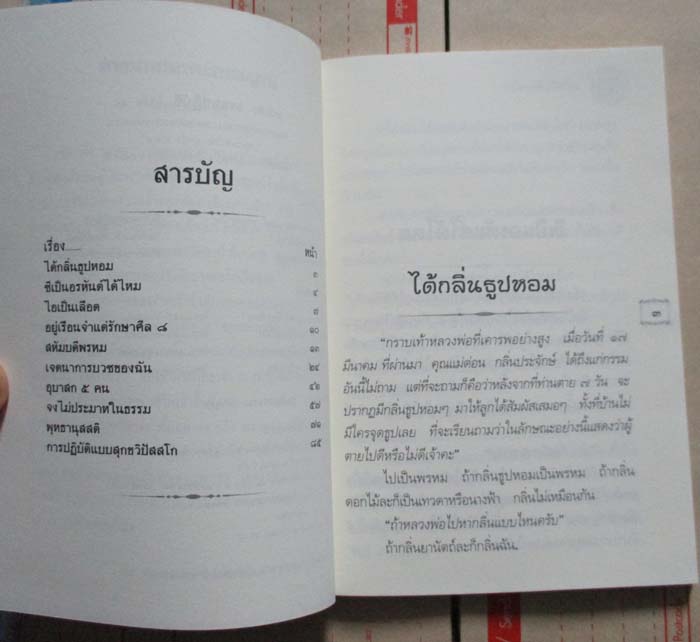 สารบัญ
เรื่อง...... หน้า
ได้กลิ่นธูปหอม ๓
ชีเป็นอรหันต์ได้ไหม ๔
ไอเป็นเลือด ๗
อยู่เรือนจำแต่รักษาศีล ๘ ๑๐
สหัมบดีพรหม ๑๓
เจตนาการบวชของฉัน ๒๔
อุบาสก ๕ คน ๔๒
จงไม่ประมาทในธรรม ๕๗
พุทธานุสสติ ๗๑
การปฏิบัติแบบสุกขวิปัสสโก ๘๕
ได้กลิ่นธูปหอม
๓
“กราบเท้าหลวงพ่อที่เคารพอย่างสูง เมื่อวันที่ ๑๗
มีนาคม ที่ผ่านมา คุณแม่ต่อน กลิ่นประจักษ์ ได้ถึงแก่กรรม
อันนี้ไม่ถาม แต่ที่จะถามก็คือว่าหลังจากที่ท่านตาย ๗ วัน จะ
ปรากฏมีกลิ่นธูปหอมๆ มาให้ลูกได้สัมผัสเสมอๆ ทั้งที่บ้านไม่
มีใครจุดธูปเลย ที่จะเรียนถามว่าในลักษณะอย่างนี้แสดงว่าผู้
ตายไปดีหรือไม่ดีเจ้าคะ”
ไปเป็นพรหม ถ้ากลิ่นธูปหอมเป็นพรหม ถ้ากลิ่น
ดอกไม้ละก็เป็นเทวดาหรือนางฟ้า กลิ่นไม่เหมือนกัน
“ถ้าหลวงพ่อไปหากลิ่นแบบไหนครับ”
ถ้ากลิ่นยานัตถ์ละก็กลิ่นฉัน.